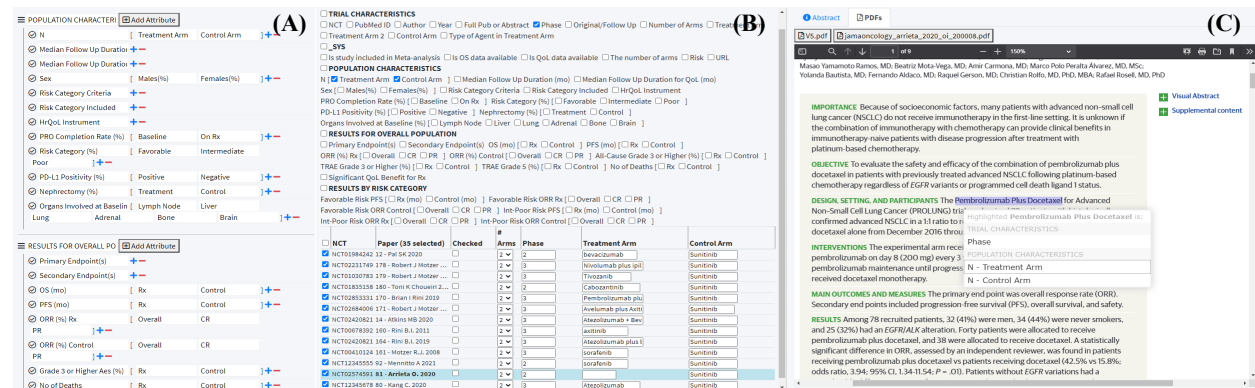 POPULATION CHARACTERI Add Attribute (A)
N [ Treatment Arm Control Arm ]
Median Follow Up Duration
Median Follow Up Duration
Sex [ Males(%) Females(%) ]
Risk Category Criteria
Risk Category Included
HrQoL Instrument
PRO Completion Rate (%) [ Baseline On Rx ]
Risk Category (%) [ Favorable Intermediate
Poor ]
PD-L1 Positivity (%) [ Positive Negative ]
Nephrectomy (%) [ Treatment Control ]
Organs Involved at Baselin [ Lymph Node Liver
Lung Adrenal Bone Brain ]
RESULTS FOR OVERALL PO Add Attribute
Primary Endpoint(s)
Secondary Endpoint(s)
OS (mo) [ Rx Control ]
PFS (mo) [ Rx Control ]
ORR (%) Rx [ Overall CR
PR ]
ORR (%) Control [ Overall CR
PR ]
Grade 3 or Higher Aes (%) [ Rx Control ]
No of Deaths [ Rx Control ]
(B)
TRIAL CHARACTERISTICS
NCT PubMed ID Author Year Full Pub or Abstract Phase Original/Follow Up Number of Arms Treatment Arm
Treatment Arm 2 Control Arm Type of Agent in Treatment Arm
_SYS
Is study included in Meta-analysis Is OS data available Is QoL data available The number of arms Risk URL
POPULATION CHARACTERISTICS
N [ Treatment Arm Control Arm ] Median Follow Up Duration (mo) Median Follow Up Duration for QoL (mo)
Sex [ Males(%) Females(%) ] Risk Category Criteria Risk Category Included HrQoL Instrument
PRO Completion Rate (%) [ Baseline On Rx ] Risk Category (%) [ Favorable Intermediate Poor ]
PD-L1 Positivity (%) [ Positive Negative ] Nephrectomy (%) [ Treatment Control ]
Organs Involved at Baseline (%) [ Lymph Node Liver Lung Adrenal Bone Brain ]
RESULTS FOR OVERALL POPULATION
Primary Endpoint(s) Secondary Endpoint(s) OS (mo) [ Rx Control ] PFS (mo) [ Rx Control ]
ORR (%) Rx [ Overall CR PR ] ORR (%) Control [ Overall CR PR ] All-Cause Grade 3 or Higher (%) [ Rx Control ]
TRAE Grade 3 or Higher (%) [ Rx Control ] TRAE Grade 5 (%) [ Rx Control ] No of Deaths [ Rx Control ]
Significant QoL Benefit for Rx
RESULTS BY RISK CATEGORY
Favorable Risk PFS [ Rx (mo) Control (mo) ] Favorable Risk ORR Rx [ Overall CR PR ]
Favorable Risk ORR Control [ Overall CR PR ] Int-Poor Risk PFS [ Rx (mo) Control (mo) ]
Int-Poor Risk ORR Rx [ Overall CR PR ] Int-Poor Risk ORR Control [ Overall CR PR ]
NCT Paper (35 selected) Checked # Arms Phase Treatment Arm Control Arm
NCT01984242 12 - Pal SK 2020 2 2 bevacizumab Sunitinib
NCT02231749 178 - Robert J Motzer ... 2 3 Nivolumab plus ipil Sunitinib
NCT01030783 179 - Robert J Motzer ... 2 3 Tivozanib Sunitinib
NCT01835158 180 - Toni K Choueiri 2... 2 2 Cabozantinib Sunitinib
NCT02853331 170 - Brian I Rini 2019 2 3 Pembrolizumab plu Sunitinib
NCT02684006 171 - Robert J Motzer ... 2 3 Avelumab plus Axiti Sunitinib
NCT02420821 14 - Atkins MB 2020 2 2 Atezolizumab + Bev Sunitinib
NCT00678392 160 - Rini B.I. 2011 2 3 axitinib Sunitinib
NCT02420821 164 - Rini B.I. 2019 2 3 Atezolizumab plus l Sunitinib
NCT00410124 161 - Motzer R.J. 2008 2 3 sorafenib Sunitinib
NCT12345555 92 - Mennitto A 2021 2 2 sorafenib Sunitinib
NCT02574591 81 - Arrieta O. 2020 2 2 Sunitinib
NCT12345678 80 - Kang C. 2020 2 3 Atezolizumab Sunitinib
Abstract PDFs (C)
V5.pdf jamaoncology_arrieta_2020_oi_200008.pdf
1 of 9 150%
Masao Yamamoto Ramos, MD; Beatriz Mota-Vega, MD; Amir Carmona, MD; Marco Polo Peralta Álvarez, MD, MSc;
Yolanda Bautista, MD; Fernando Aldaco, MD; Raquel Gerson, MD; Christian Rolfo, MD, PhD, MBA; Rafael Rosell, MD, PhD
Visual Abstract
Supplemental content
IMPORTANCE Because of socioeconomic factors, many patients with advanced non–small cell
lung cancer (NSCLC) do not receive immunotherapy in the first-line setting. It is unknown if
the combination of immunotherapy with chemotherapy can provide clinical benefits in
immunotherapy-naive patients with disease progression after treatment with
platinum-based chemotherapy.
OBJECTIVE To evaluate the safety and efficacy of the combination of pembrolizumab plus
docetaxel in patients with previously treated advanced NSCLC following platinum-based
chemotherapy regardless of EGFR variants or programmed cell death ligand 1 status.
DESIGN, SETTING, AND PARTICIPANTS The Pembrolizumab Plus Docetaxel for Advanced
Non–Small Cell Lung Cancer (PROLUNG) tria
confirmed advanced NSCLC in a 1:1 ratio to r
docetaxel alone from December 2016 throu
Highlighted Pembrolizumab Plus Docetaxel is:
TRIAL CHARACTERISTICS
Phase
POPULATION CHARACTERISTICS
N - Treatment Arm
N - Control Arm
INTERVENTIONS The experimental arm rece
pembrolizumab on day 8 (200 mg) every 3
pembrolizumab maintenance until progress
received docetaxel monotherapy.
MAIN OUTCOMES AND MEASURES The primary end point was overall response rate (ORR).
Secondary end points included progression-free survival (PFS), overall survival, and safety.
RESULTS Among 78 recruited patients, 32 (41%) were men, 34 (44%) were never smokers,
and 25 (32%) had an EGFR/ALK alteration. Forty patients were allocated to receive
pembrolizumab plus docetaxel, and 38 were allocated to receive docetaxel. A statistically
significant difference in ORR, assessed by an independent reviewer, was found in patients
receiving pembrolizumab plus docetaxel vs patients receiving docetaxel (42.5% vs 15.8%;
odds ratio, 3.94; 95% CI, 1.34-11.54; P = .01). Patients without EGFR variations had a